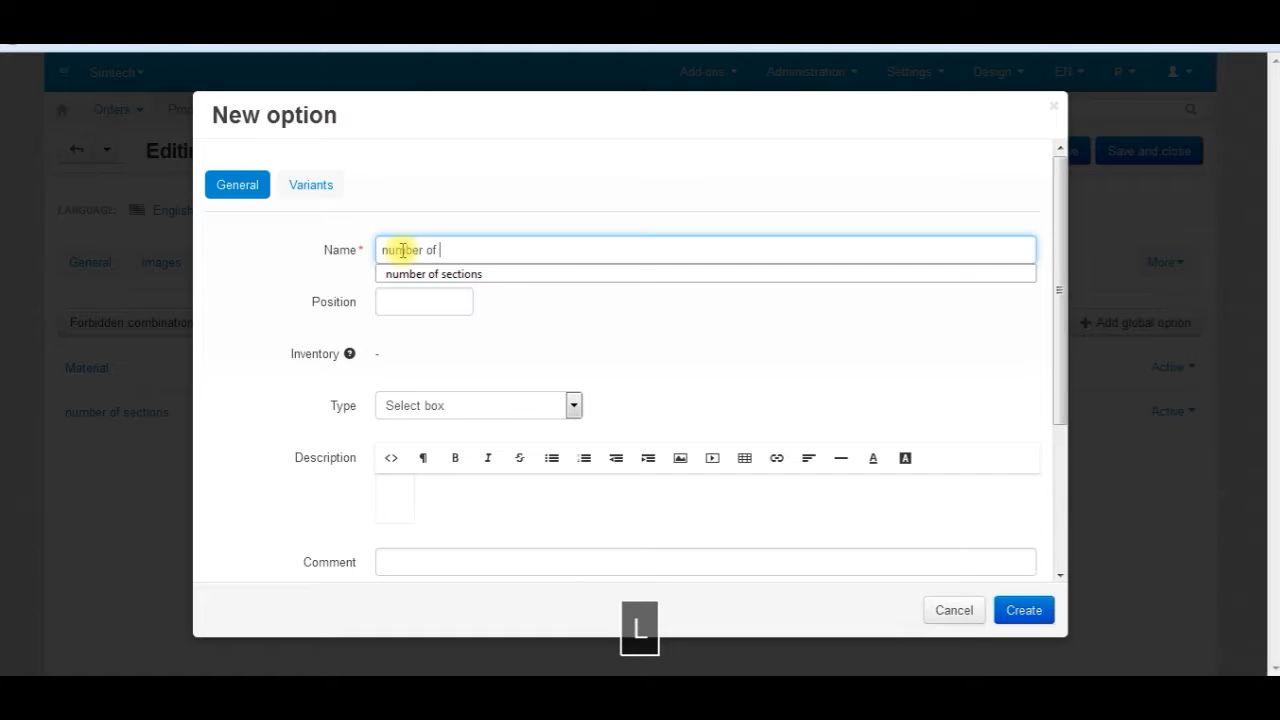 Simtech
Add-ons
Administration
Settings
Design
EN
Orders
New option
Save and close
General
Variants
LANGUAGE:
English
Name*
number of
number of sections
General
Images
More
Position
Forbidden combination
Add global option
Inventory
-
Material
Active
Type
Select box
number of sections
Active
Description
Comment
Cancel
Create
L